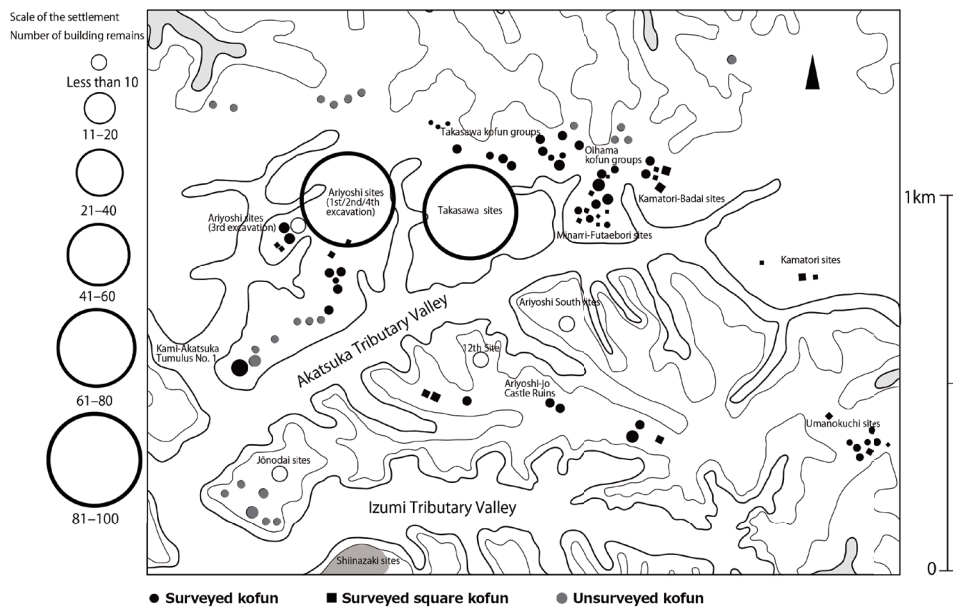 Scale of the settlement
Number of building remains
Less than 10
11–20
21–40
41–60
61–80
81–100
Takasawa kofun groups
Oihama
kofun groups
Kamatori-Badai sites
Ariyoshi sites
(1st/2nd/4th
excavation)
Takasawa sites
Ariyoshi sites
(3rd excavation)
Minarri-Futaebori sites
Kamatori sites
1km
Ariyoshi South sites
Akatsuka Tributary Valley
Kami-Akatsuka
Tumulus No. 1
12th Site
Ariyoshi-jo
Castle Ruins
Umanokuchi sites
Jōnodai sites
Izumi Tributary Valley
Shiinazaki sites
0
Surveyed kofun
Surveyed square kofun
Unsurveyed kofun